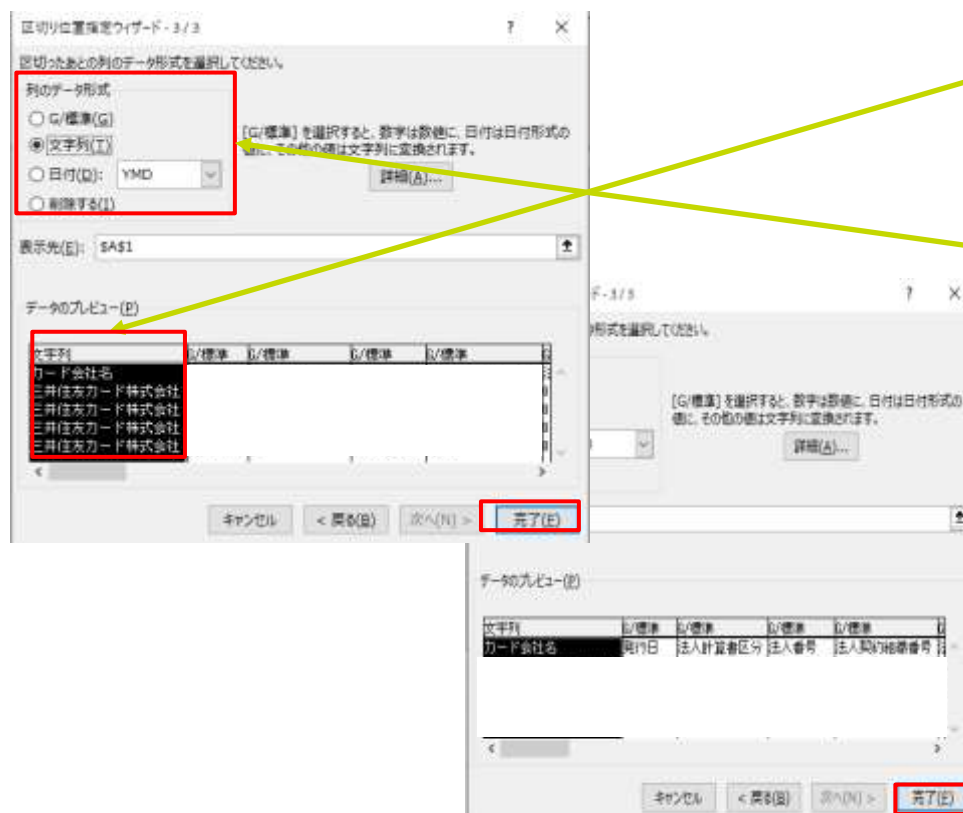 区切り位置指定ウィザード - 3 / 3
? ×
区切ったあとの列のデータ形式を選択してください。
列のデータ形式
G/標準(G)
文字列(T)
日付(D): YMD
削除する(I)
[G/標準] を選択すると、数字は数値に、日付は日付形式の
値に、その他の値は文字列に変換されます。
詳細(A)...
表示先(E): $A$1
データのプレビュー(P)
文字列 G/標準 G/標準 G/標準 G/標準
カード会社名
三井住友カード株式会社
三井住友カード株式会社
三井住友カード株式会社
三井住友カード株式会社
キャンセル < 戻る(B) 次へ(N) > 完了(F)
ド - 3 / 3
? ×
形式を選択してください。
[G/標準] を選択すると、数字は数値に、日付は日付形式の
値に、その他の値は文字列に変換されます。
詳細(A)...
データのプレビュー(P)
文字列 G/標準 G/標準 G/標準 G/標準
カード会社名 発行日 法人計算書区分 法人番号 法人契約組織番号
キャンセル < 戻る(B) 次へ(N) > 完了(F)